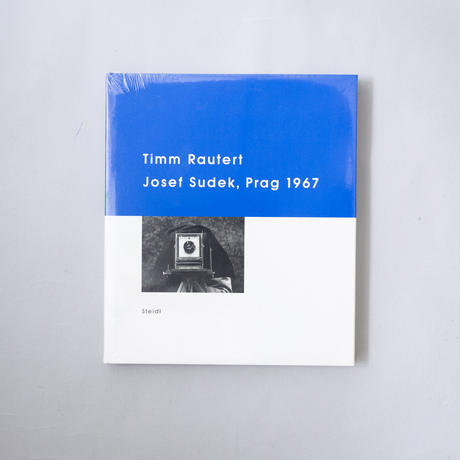 Timm Rautert
Josef Sudek, Prag 1967
Steidl